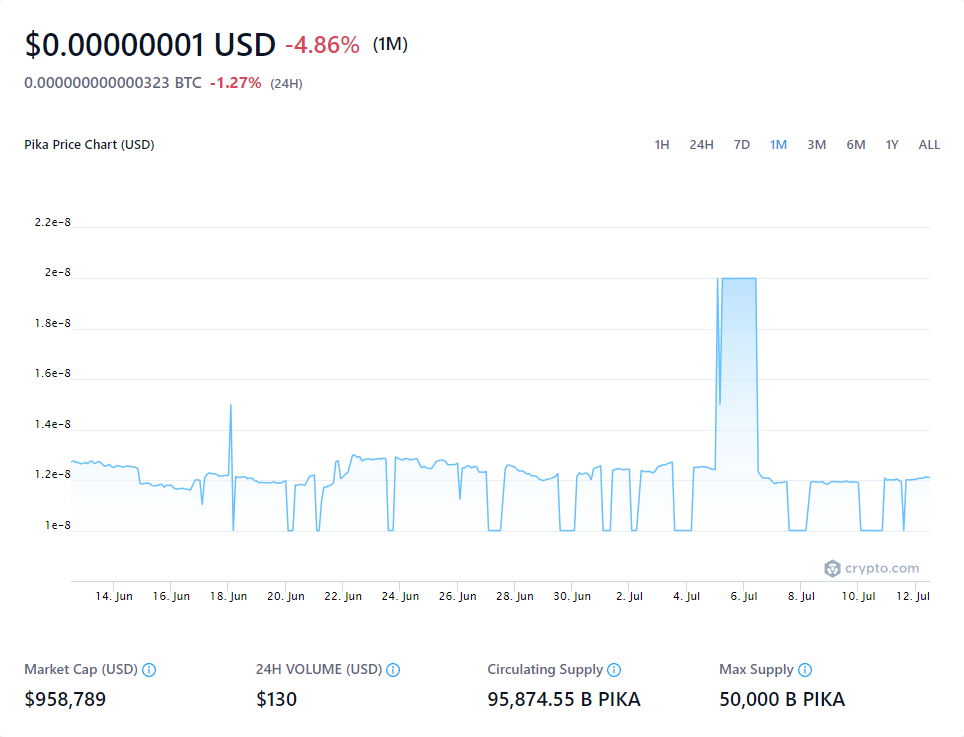 $0.00000001 USD -4.86% (1M)
0.000000000000323 BTC -1.27% (24H)
Pika Price Chart (USD) 1H 24H 7D 1M 3M 6M 1Y ALL
2.2e-8
2e-8
1.8e-8
1.6e-8
1.4e-8
1.2e-8
1e-8
crypto.com
14. Jun 16. Jun 18. Jun 20. Jun 22. Jun 24. Jun 26. Jun 28. Jun 30. Jun 2. Jul 4. Jul 6. Jul 8. Jul 10. Jul 12. Jul
Market Cap (USD) 24H VOLUME (USD) Circulating Supply Max Supply
$958,789 $130 95,874.55 B PIKA 50,000 B PIKA